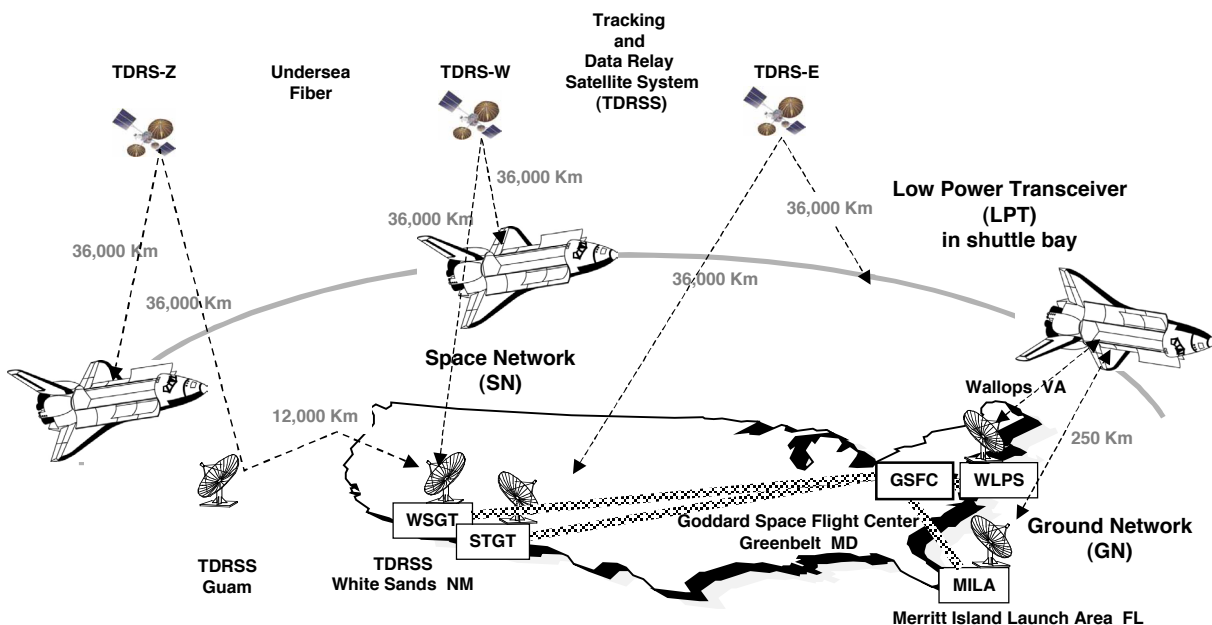 Tracking
and
Data Relay
Satellite System
(TDRSS)
TDRS-Z
Undersea
Fiber
TDRS-W
TDRS-E
36,000 Km
36,000 Km
36,000 Km
36,000 Km
36,000 Km
36,000 Km
Low Power Transceiver
(LPT)
in shuttle bay
Space Network
(SN)
Wallops VA
12,000 Km
250 Km
GSFC
WLPS
WSGT
STGT
Goddard Space Flight Center
Greenbelt MD
Ground Network
(GN)
TDRSS
Guam
TDRSS
White Sands NM
MILA
Merritt Island Launch Area FL